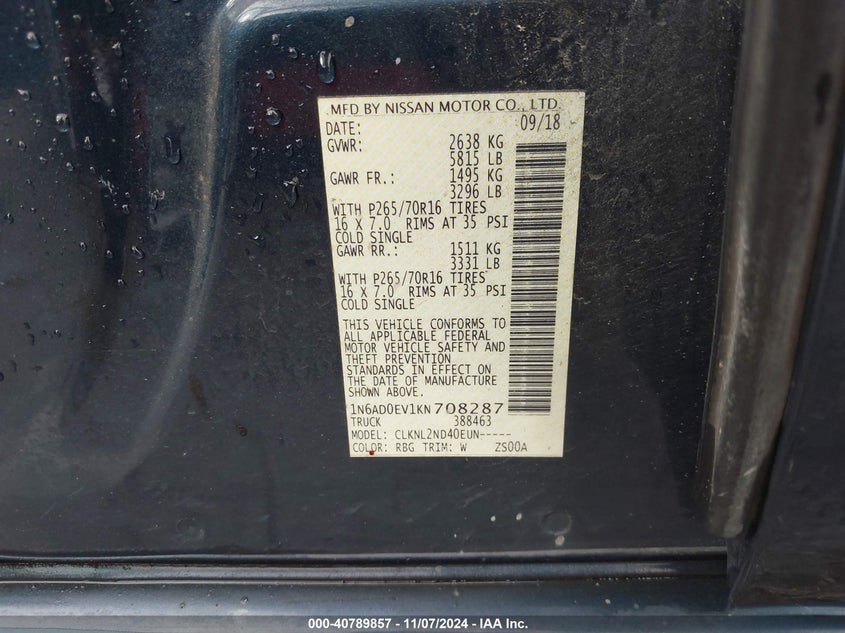 MFD BY NISSAN MOTOR CO., LTD.
DATE: 09/18
GVWR: 2638 KG
5815 LB
GAWR FR.: 1495 KG
3296 LB
WITH P265/70R16 TIRES
16 X 7.0 RIMS AT 35 PSI
COLD SINGLE
GAWR RR.: 1511 KG
3331 LB
WITH P265/70R16 TIRES
16 X 7.0 RIMS AT 35 PSI
COLD SINGLE
THIS VEHICLE CONFORMS TO
ALL APPLICABLE FEDERAL
MOTOR VEHICLE SAFETY AND
THEFT PREVENTION
STANDARDS IN EFFECT ON
THE DATE OF MANUFACTURE
SHOWN ABOVE.
1N6AD0EV1KN708287
TRUCK 388463
MODEL: CLKNL2ND40EUN-----
COLOR: RBG TRIM: W ZS00A
000-40789857 - 11/07/2024 - IAA Inc.